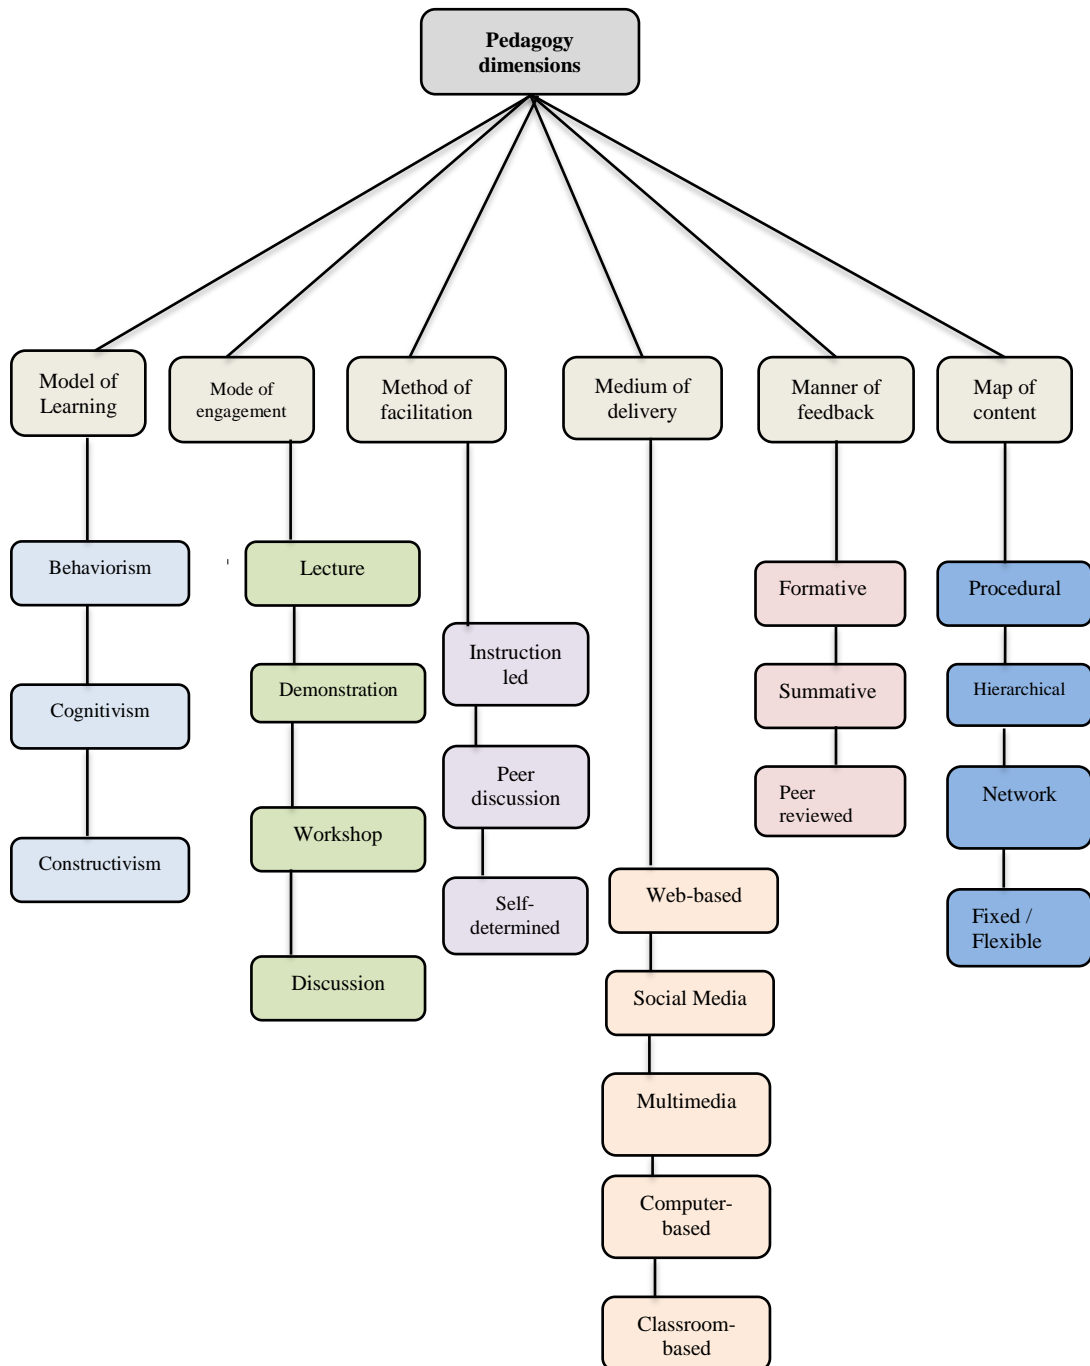 Pedagogy
dimensions
Model of
Learning
Mode of
engagement
Method of
facilitation
Medium of
delivery
Manner of
feedback
Map of
content
Behaviorism
Cognitivism
Constructivism
Lecture
Demonstration
Workshop
Discussion
Instruction
led
Peer
discussion
Self-
determined
Web-based
Social Media
Multimedia
Computer-
based
Classroom-
based
Formative
Summative
Peer
reviewed
Procedural
Hierarchical
Network
Fixed /
Flexible